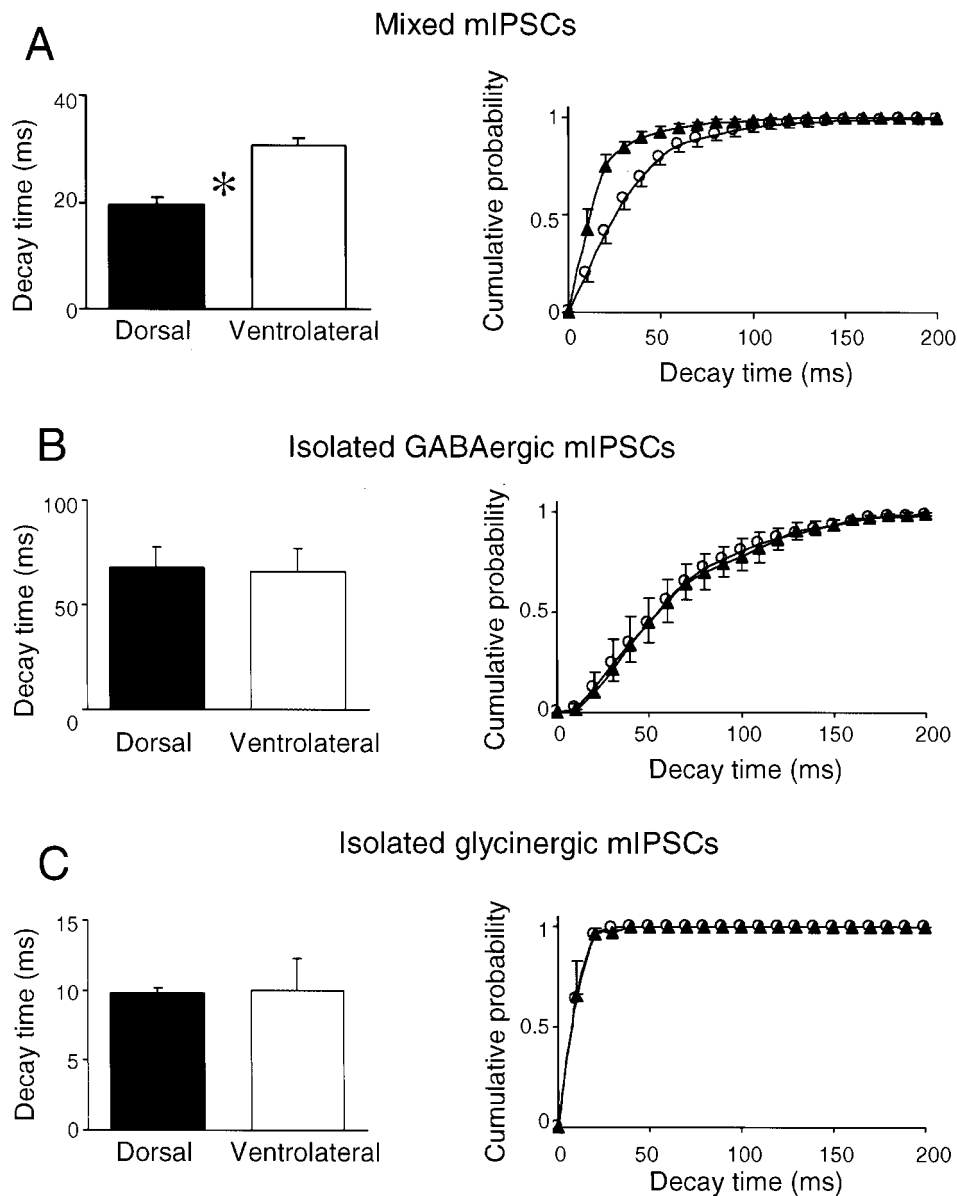 Mixed mIPSCs
A
Decay time (ms)
40
20
0
*
Dorsal
Ventrolateral
Cumulative probability
1
0.5
0
0
50
100
150
200
Decay time (ms)
B
Isolated GABAergic mIPSCs
Decay time (ms)
100
50
0
Dorsal
Ventrolateral
Cumulative probability
1
0.5
0
0
50
100
150
200
Decay time (ms)
C
Isolated glycinergic mIPSCs
Decay time (ms)
15
10
5
0
Dorsal
Ventrolateral
Cumulative probability
1
0.5
0
0
50
100
150
200
Decay time (ms)